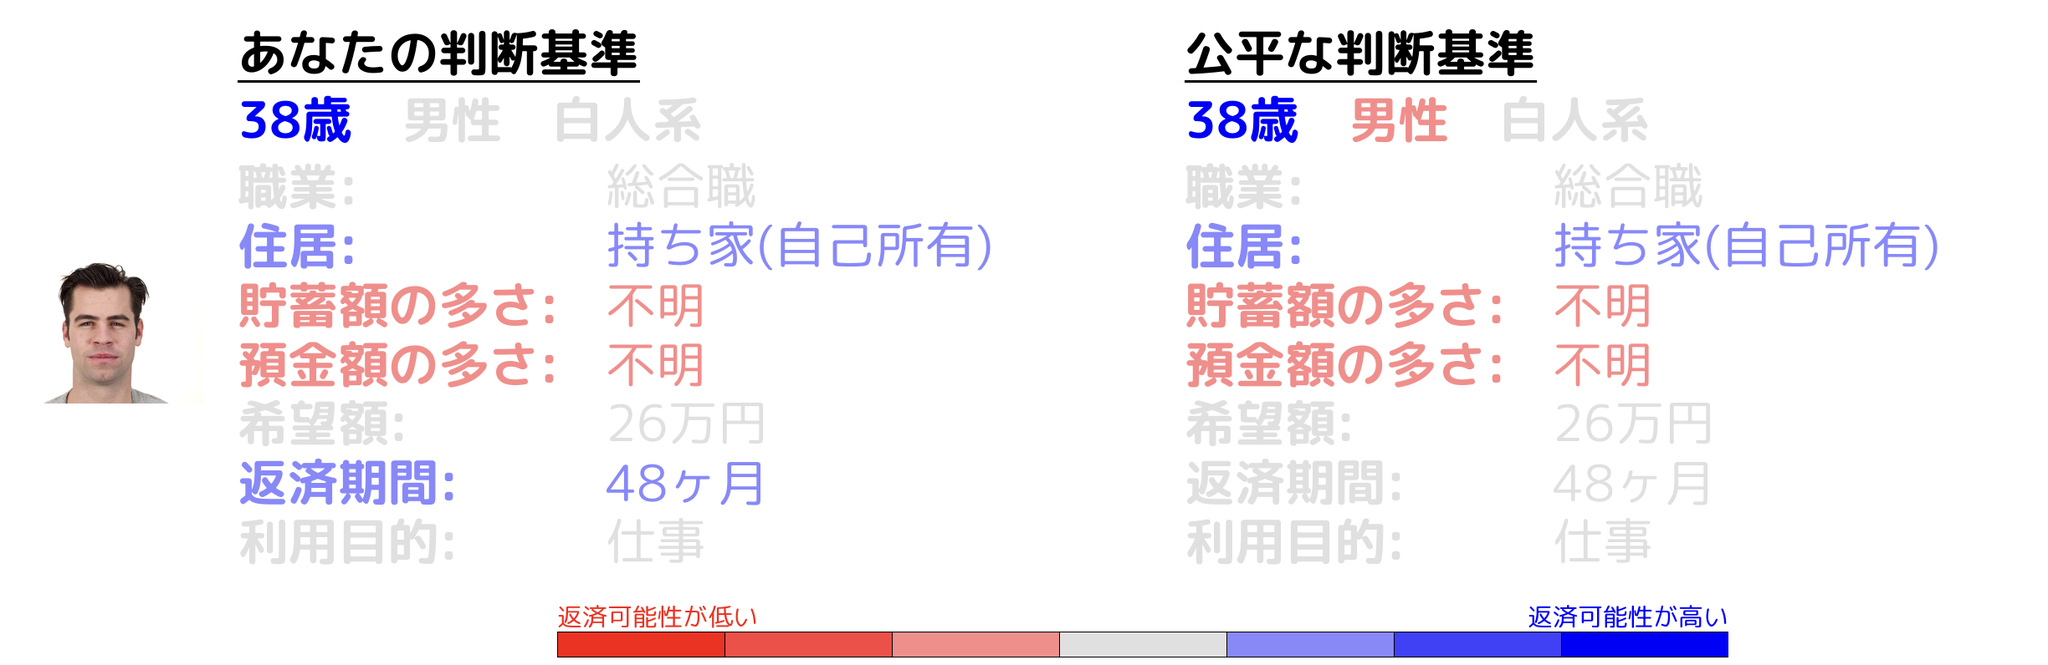 あなたの判断基準
38歳 男性 白人系
職業: 総合職
住居: 持ち家(自己所有)
貯蓄額の多さ: 不明
預金額の多さ: 不明
希望額: 26万円
返済期間: 48ヶ月
利用目的: 仕事
公平な判断基準
38歳 男性 白人系
職業: 総合職
住居: 持ち家(自己所有)
貯蓄額の多さ: 不明
預金額の多さ: 不明
希望額: 26万円
返済期間: 48ヶ月
利用目的: 仕事
返済可能性が低い
返済可能性が高い